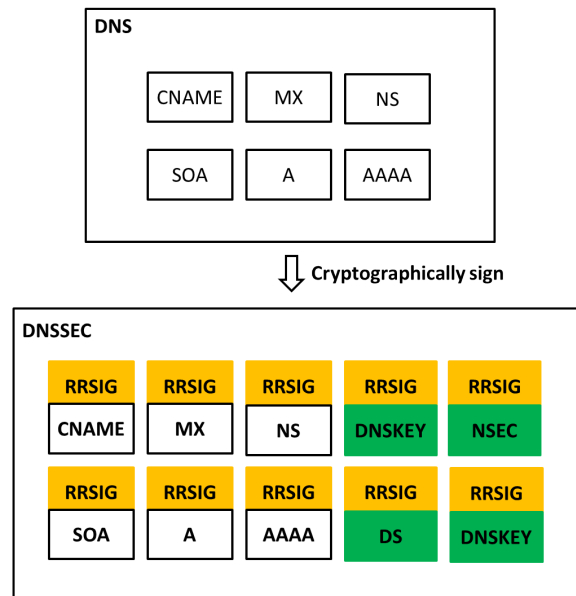 DNS
CNAME MX NS
SOA A AAAA
Cryptographically sign
DNSSEC
RRSIG RRSIG RRSIG RRSIG RRSIG
CNAME MX NS DNSKEY NSEC
RRSIG RRSIG RRSIG RRSIG RRSIG
SOA A AAAA DS DNSKEY